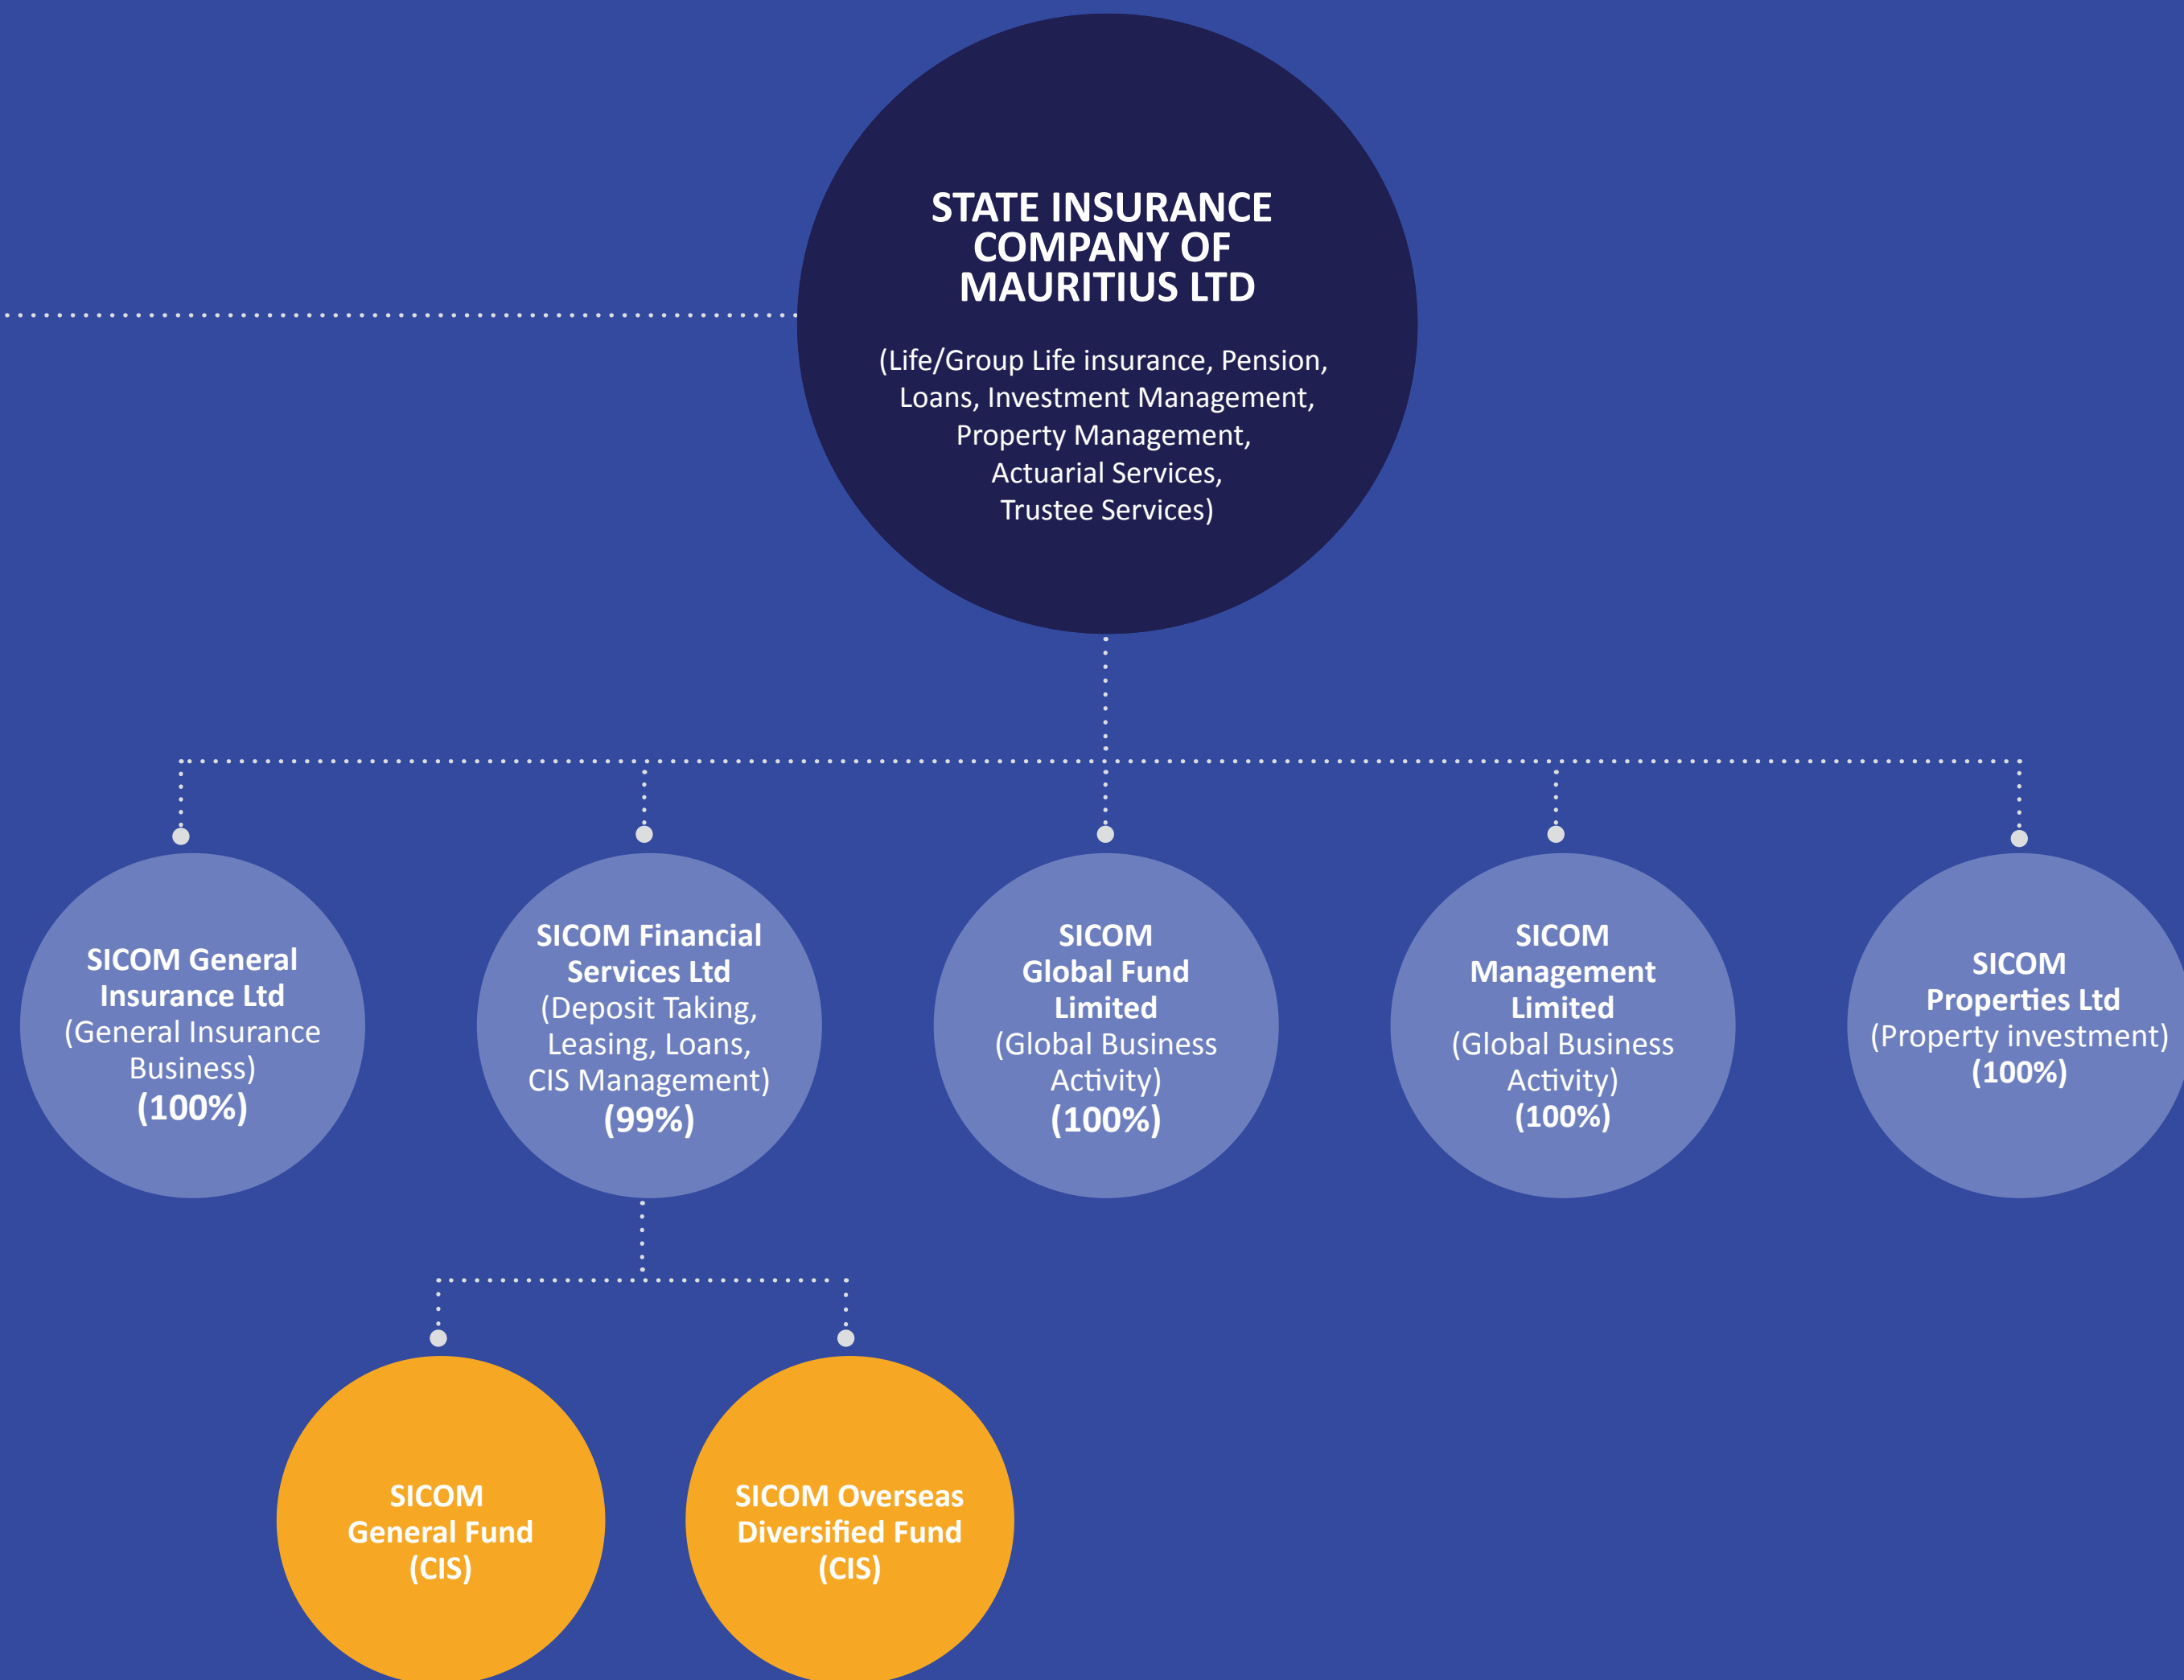 STATE INSURANCE
COMPANY OF
MAURITIUS LTD
(Life/Group Life insurance, Pension,
Loans, Investment Management,
Property Management,
Actuarial Services,
Trustee Services)
SICOM General
Insurance Ltd
(General Insurance
Business)
(100%)
SICOM Financial
Services Ltd
(Deposit Taking,
Leasing, Loans,
CIS Management)
(99%)
SICOM
Global Fund
Limited
(Global Business
Activity)
(100%)
SICOM
Management
Limited
(Global Business
Activity)
(100%)
SICOM
Properties Ltd
(Property investment)
(100%)
SICOM
General Fund
(CIS)
SICOM Overseas
Diversified Fund
(CIS)